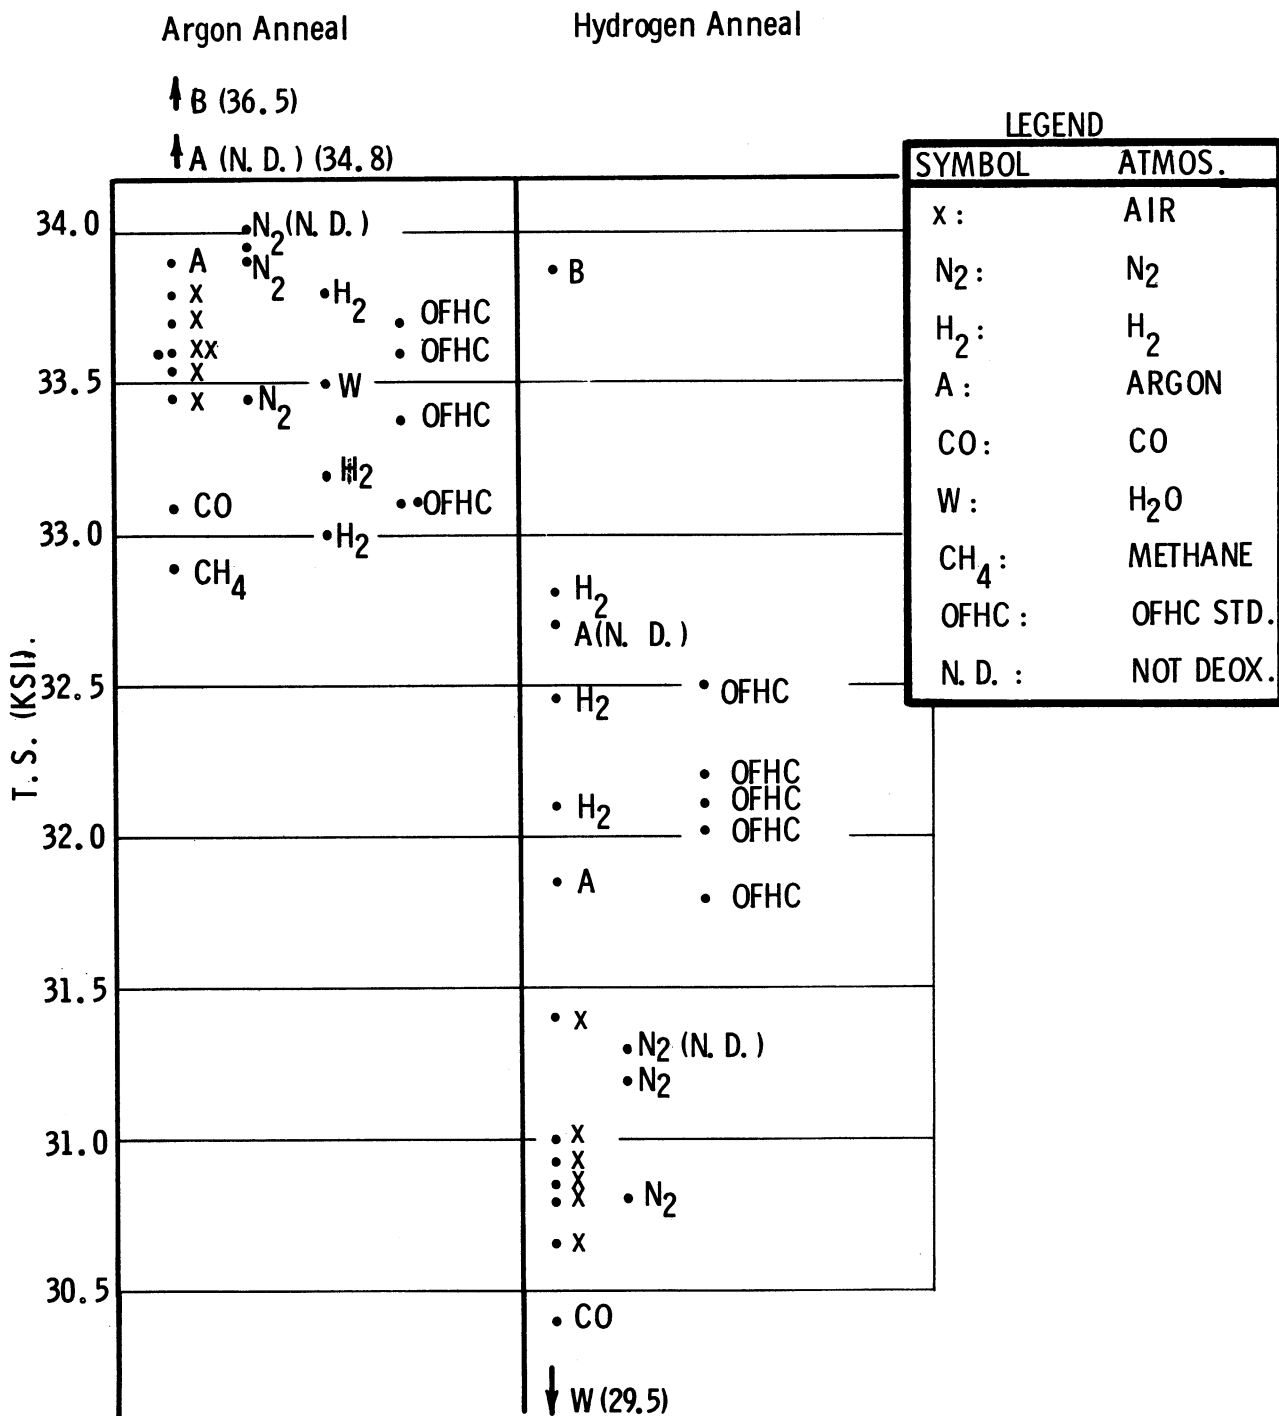 Argon Anneal
Hydrogen Anneal
B (36.5)
A (N.D.) (34.8)
LEGEND
SYMBOL ATMOS.
x: AIR
N2: N2
H2: H2
A: ARGON
CO: CO
W: H2O
CH4: METHANE
OFHC: OFHC STD.
N.D.: NOT DEOX.
T.S. (KSI).
34.0
33.5
33.0
32.5
32.0
31.5
31.0
30.5
N2 (N.D.)
N2
A
X
X
XX
X
X
N2
H2
W
H2
H2
OFHC
OFHC
OFHC
OFHC
CO
CH4
B
H2
A(N.D.)
H2
OFHC
OFHC
OFHC
OFHC
H2
A
OFHC
X
N2 (N.D.)
N2
X
X
X
X
N2
X
CO
W (29.5)